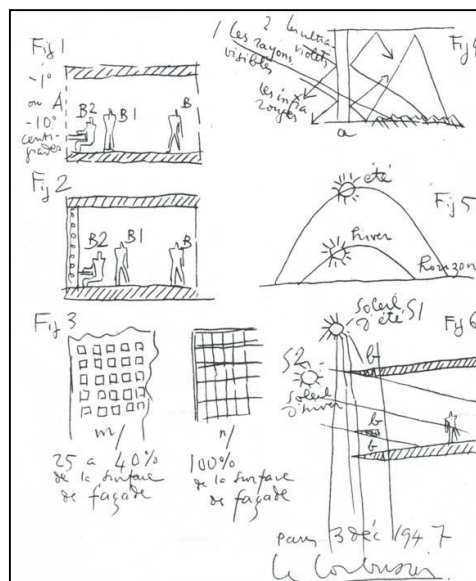 Fig 1
-1°
ou A
-10°
centi-
grades
B2 B1 B
Fig 2
B2 B1 B
Fig 3
m/
25 a 40%
de la surface
de façade
n/
100%
de la surface
de façade
1 les rayons
visibles
2 les ultra-
violets
les infra
rouges
a
Fig 4
été
hiver
horizon
Fig 5
soleil
d'été S1
Fig 6
S2
soleil
d'hiver
b
b
b
paris 3 déc 1947
Le Corbusier